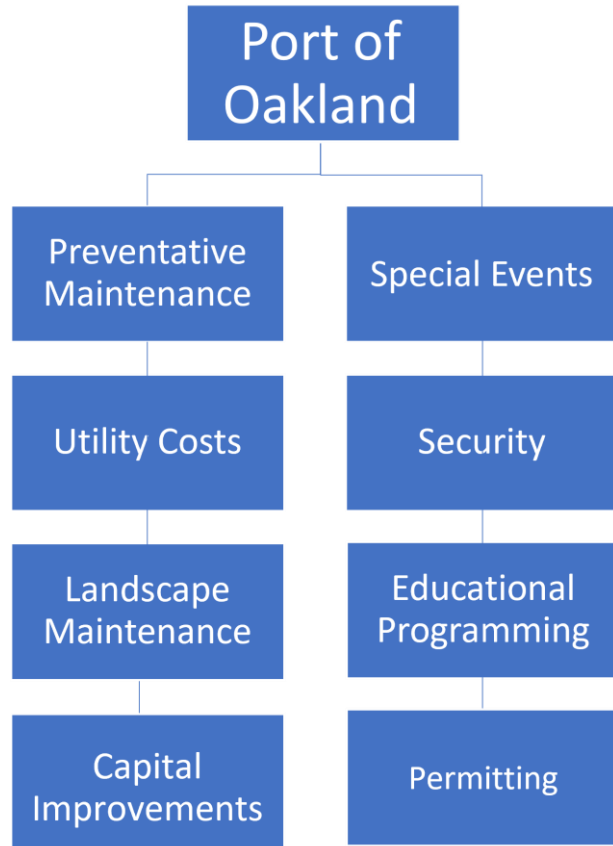 Port of
Oakland
Preventative
Maintenance
Utility Costs
Landscape
Maintenance
Capital
Improvements
Special Events
Security
Educational
Programming
Permitting